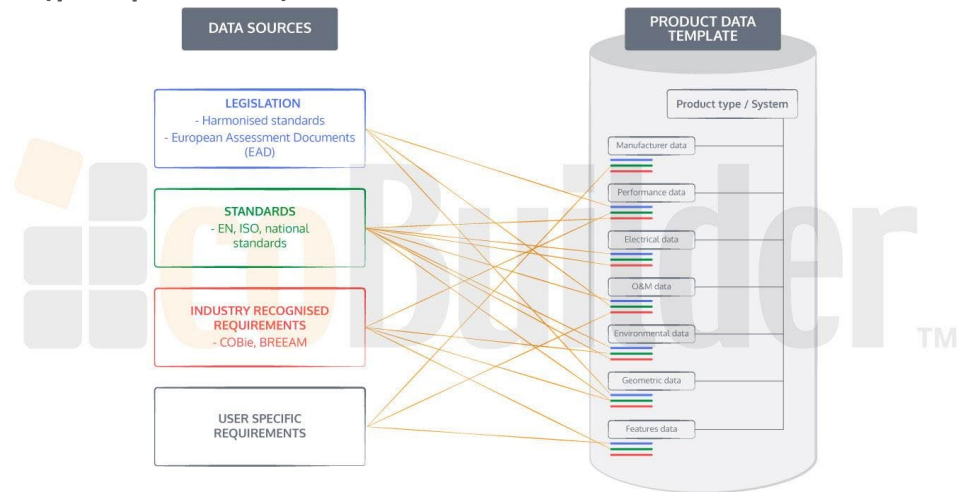 DATA SOURCES
PRODUCT DATA
TEMPLATE
LEGISLATION
- Harmonised standards
- European Assessment Documents
(EAD)
STANDARDS
- EN, ISO, national
standards
INDUSTRY RECOGNISED
REQUIREMENTS
- COBie, BREEAM
USER SPECIFIC
REQUIREMENTS
Product type / System
Manufacturer data
Performance data
Electrical data
O&M data
Environmental data
Geometric data
Features data
coBuilder
TM